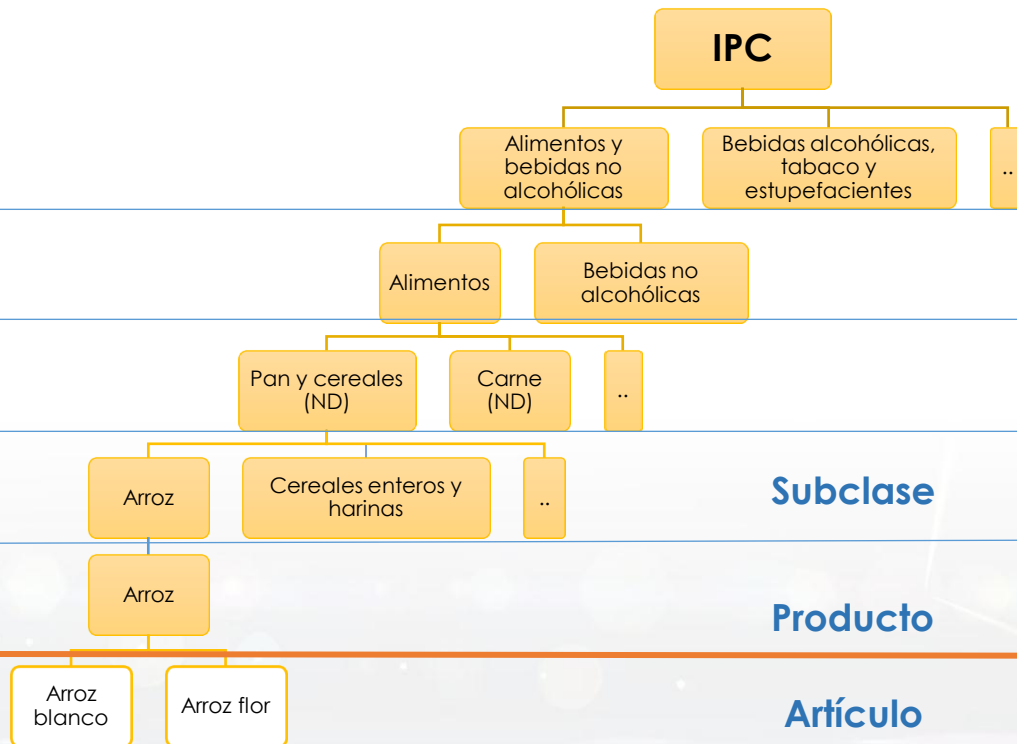 IPC
Alimentos y
bebidas no
alcohólicas
Bebidas alcohólicas,
tabaco y
estupefacientes
..
Alimentos
Bebidas no
alcohólicas
Pan y cereales
(ND)
Carne
(ND)
..
Arroz
Cereales enteros y
harinas
..
Subclase
Arroz
Producto
Arroz
blanco
Arroz flor
Artículo